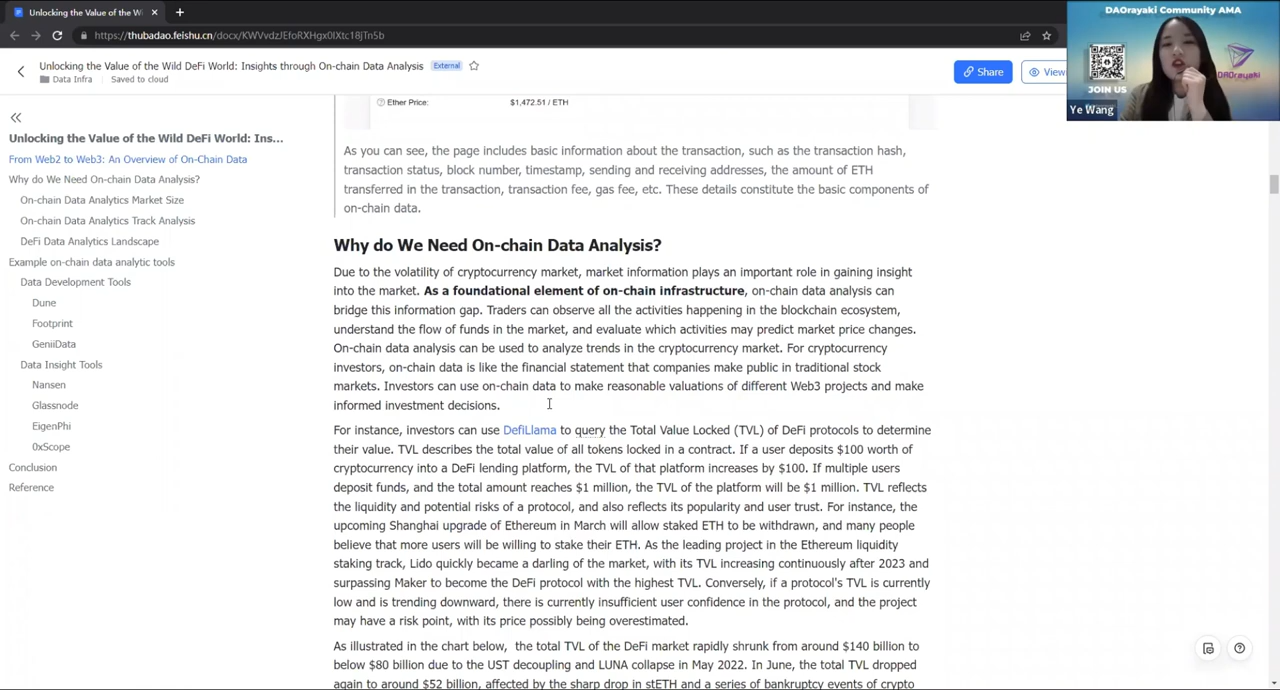 Unlocking the Value of the Wil
https://thubadao.feishu.cn/docx/KWVvdzJEfoRXHgx0IXtc18JTn5b
Unlocking the Value of the Wild DeFi World: Insights through On-chain Data Analysis External
Data Infra Saved to cloud
Share
View
DAOrayaki Community AMA
DAOrayaki
JOIN US
Ye Wang
Unlocking the Value of the Wild DeFi World: Ins...
From Web2 to Web3: An Overview of On-Chain Data
Why do We Need On-chain Data Analysis?
On-chain Data Analytics Market Size
On-chain Data Analytics Track Analysis
DeFi Data Analytics Landscape
Example on-chain data analytic tools
Data Development Tools
Dune
Footprint
GeniiData
Data Insight Tools
Nansen
Glassnode
EigenPhi
0xScope
Conclusion
Reference
Ether Price: $1,472.51 / ETH
As you can see, the page includes basic information about the transaction, such as the transaction hash,
transaction status, block number, timestamp, sending and receiving addresses, the amount of ETH
transferred in the transaction, transaction fee, gas fee, etc. These details constitute the basic components of
on-chain data.
Why do We Need On-chain Data Analysis?
Due to the volatility of cryptocurrency market, market information plays an important role in gaining insight
into the market. As a foundational element of on-chain infrastructure, on-chain data analysis can
bridge this information gap. Traders can observe all the activities happening in the blockchain ecosystem,
understand the flow of funds in the market, and evaluate which activities may predict market price changes.
On-chain data analysis can be used to analyze trends in the cryptocurrency market. For cryptocurrency
investors, on-chain data is like the financial statement that companies make public in traditional stock
markets. Investors can use on-chain data to make reasonable valuations of different Web3 projects and make
informed investment decisions.
For instance, investors can use DefiLlama to query the Total Value Locked (TVL) of DeFi protocols to determine
their value. TVL describes the total value of all tokens locked in a contract. If a user deposits $100 worth of
cryptocurrency into a DeFi lending platform, the TVL of that platform increases by $100. If multiple users
deposit funds, and the total amount reaches $1 million, the TVL of the platform will be $1 million. TVL reflects
the liquidity and potential risks of a protocol, and also reflects its popularity and user trust. For instance, the
upcoming Shanghai upgrade of Ethereum in March will allow staked ETH to be withdrawn, and many people
believe that more users will be willing to stake their ETH. As the leading project in the Ethereum liquidity
staking track, Lido quickly became a darling of the market, with its TVL increasing continuously after 2023 and
surpassing Maker to become the DeFi protocol with the highest TVL. Conversely, if a protocol's TVL is currently
low and is trending downward, there is currently insufficient user confidence in the protocol, and the project
may have a risk point, with its price possibly being overestimated.
As illustrated in the chart below, the total TVL of the DeFi market rapidly shrunk from around $140 billion to
below $80 billion due to the UST decoupling and LUNA collapse in May 2022. In June, the total TVL dropped
again to around $52 billion, affected by the sharp drop in stETH and a series of bankruptcy events of crypto